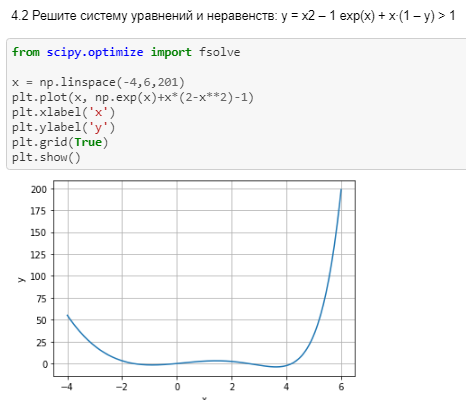 4.2 Решите систему уравнений и неравенств: y = x2 – 1 exp(x) + x·(1 – y) > 1
from scipy.optimize import fsolve
x = np.linspace(-4,6,201)
plt.plot(x, np.exp(x)+x*(2-x**2)-1)
plt.xlabel('x')
plt.ylabel('y')
plt.grid(True)
plt.show()
200
175
150
125
100
75
50
25
0
y
−4
−2
0
2
4
6
x